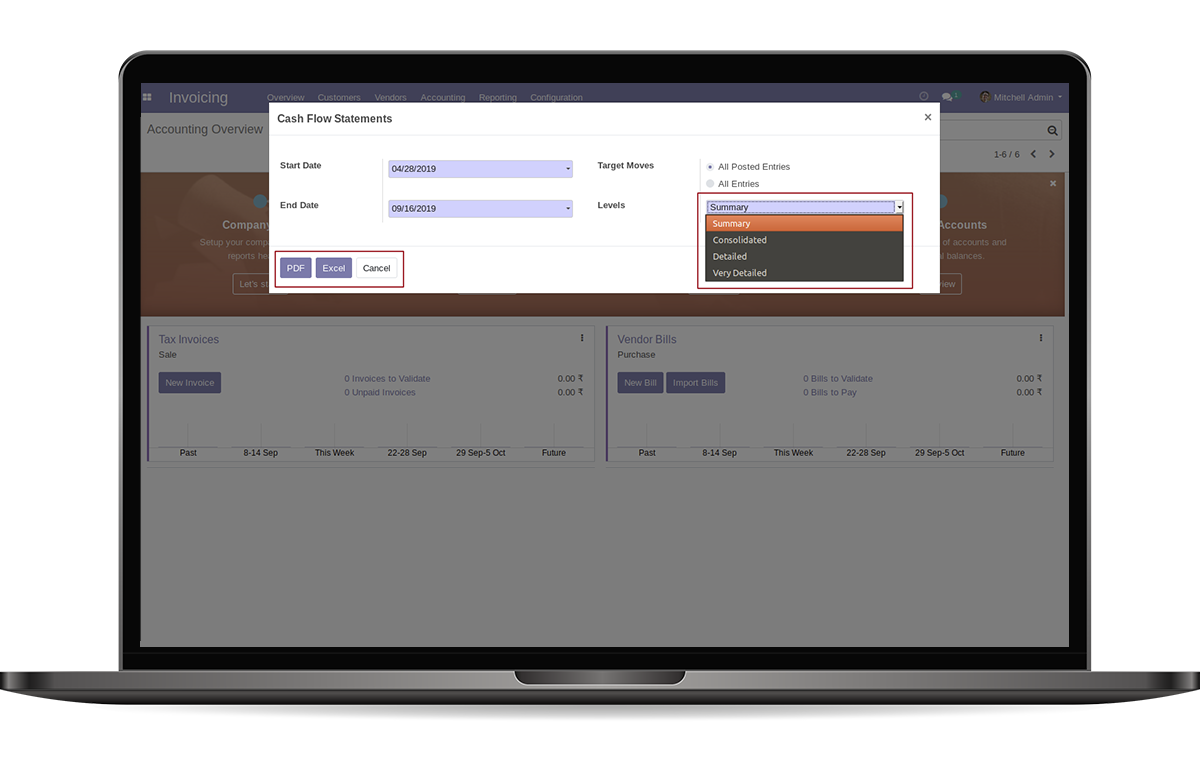 Invoicing Overview Customers Vendors Accounting Reporting Configuration 1 Mitchell Admin
Accounting Overview
1-6 / 6
Cash Flow Statements ×
Start Date 04/28/2019 Target Moves All Posted Entries
All Entries
End Date 09/16/2019 Levels Summary
Summary
Consolidated
Detailed
Very Detailed
PDF Excel Cancel
Company
Accounts
Setup your
of accounts and
reports
balances.
Let's
Tax Invoices
Sale
New Invoice
0 Invoices to Validate 0.00 ₹
0 Unpaid Invoices 0.00 ₹
Past 8-14 Sep This Week 22-28 Sep 29 Sep-5 Oct Future
Vendor Bills
Purchase
New Bill Import Bills
0 Bills to Validate 0.00 ₹
0 Bills to Pay 0.00 ₹
Past 8-14 Sep This Week 22-28 Sep 29 Sep-5 Oct Future